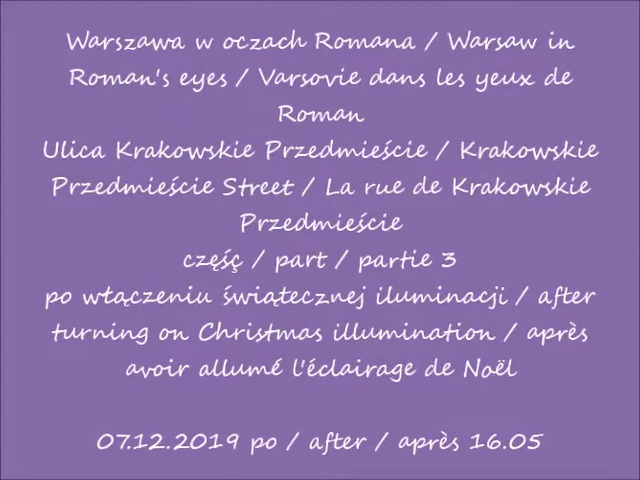 Warszawa w oczach Romana / Warsaw in
Roman's eyes / Varsovie dans les yeux de
Roman
Ulica Krakowskie Przedmieście / Krakowskie
Przedmieście Street / La rue de Krakowskie
Przedmieście
częśç / part / partie 3
po włączeniu świątecznej iluminacji / after
turning on Christmas illumination / après
avoir allumé l'éclairage de Noël
07.12.2019 po / after / après 16.05